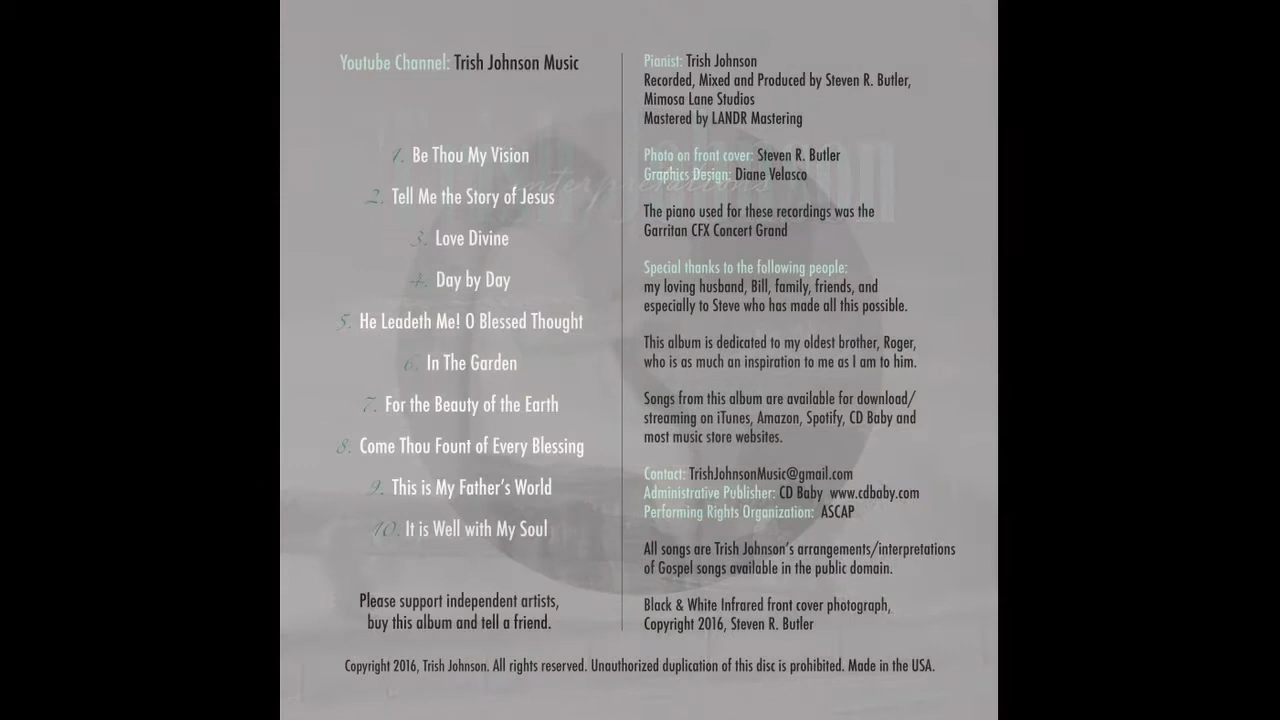 Youtube Channel: Trish Johnson Music
1. Be Thou My Vision
2. Tell Me the Story of Jesus
3. Love Divine
4. Day by Day
5. He Leadeth Me! O Blessed Thought
6. In The Garden
7. For the Beauty of the Earth
8. Come Thou Fount of Every Blessing
9. This is My Father's World
10. It is Well with My Soul
Please support independent artists,
buy this album and tell a friend.
Pianist: Trish Johnson
Recorded, Mixed and Produced by Steven R. Butler,
Mimosa Lane Studios
Mastered by LANDR Mastering
Photo on front cover: Steven R. Butler
Graphics Design: Diane Velasco
The piano used for these recordings was the
Garritan CFX Concert Grand
Special thanks to the following people:
my loving husband, Bill, family, friends, and
especially to Steve who has made all this possible.
This album is dedicated to my oldest brother, Roger,
who is as much an inspiration to me as I am to him.
Songs from this album are available for download/
streaming on iTunes, Amazon, Spotify, CD Baby and
most music store websites.
Contact: TrishJohnsonMusic@gmail.com
Administrative Publisher: CD Baby www.cdbaby.com
Performing Rights Organization: ASCAP
All songs are Trish Johnson's arrangements/interpretations
of Gospel songs available in the public domain.
Black & White Infrared front cover photograph,
Copyright 2016, Steven R. Butler
Copyright 2016, Trish Johnson. All rights reserved. Unauthorized duplication of this disc is prohibited. Made in the USA.
Trish Johnson
interpretations